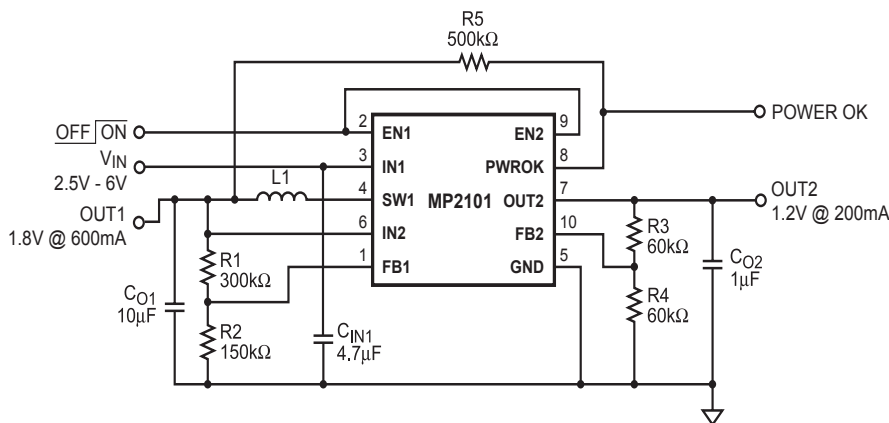 R5
500kΩ
OFF ON
2
EN1
9
EN2
POWER OK
VIN
2.5V - 6V
3
IN1
8
PWROK
L1
4
SW1
MP2101
7
OUT2
OUT2
1.2V @ 200mA
OUT1
1.8V @ 600mA
6
IN2
10
FB2
R3
60kΩ
R1
300kΩ
1
FB1
5
GND
CO2
1µF
CO1
10µF
R2
150kΩ
CIN1
4.7µF
R4
60kΩ